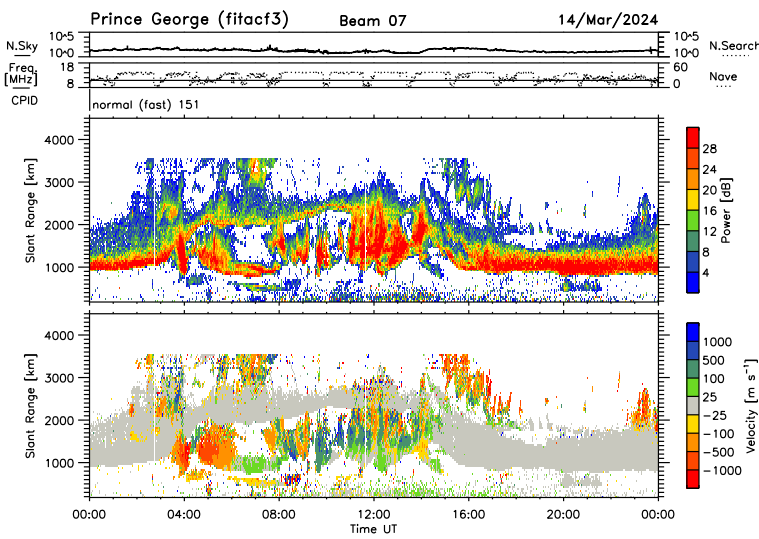 Prince George (fitacf3) Beam 07 14/Mar/2024
N.Sky 10^5 10^0 10^5 10^0 N.Search
Freq. [MHz] 18 8 60 0 Nave
CPID normal (fast) 151
Slant Range [km] 4000 3000 2000 1000
Power [dB] 28 24 20 16 12 8 4
Slant Range [km] 4000 3000 2000 1000
Velocity [m s⁻¹] 1000 500 100 25 −25 −100 −500 −1000
00:00 04:00 08:00 12:00 16:00 20:00 00:00
Time UT